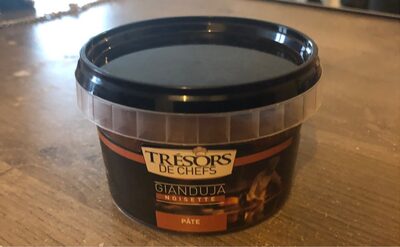 TRÉSORS
DE CHEFS
GIANDUJA
NOISETTE
PÂTE